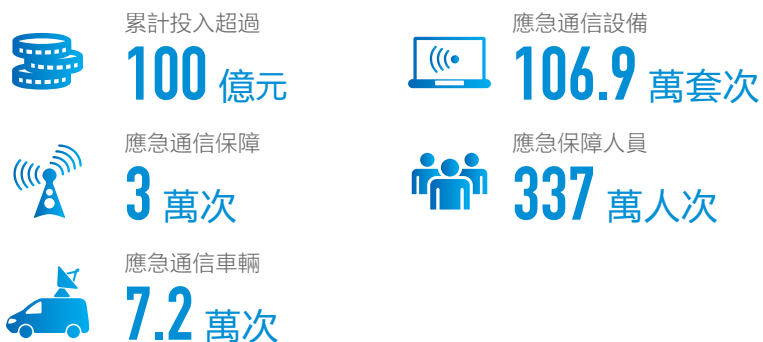 累計投入超過
100 億元
應急通信設備
106.9 萬套次
應急通信保障
3 萬次
應急保障人員
337 萬人次
應急通信車輛
7.2 萬次